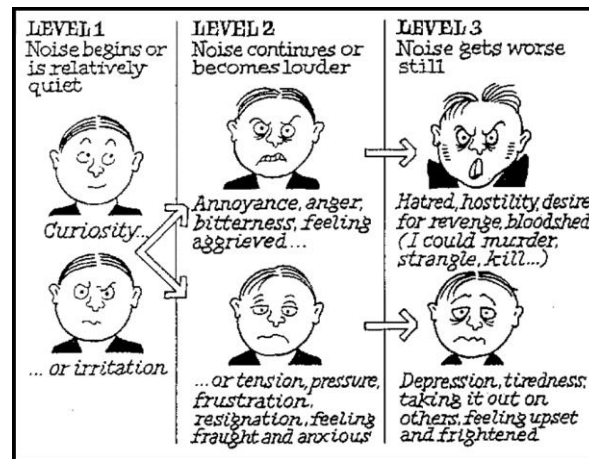 LEVEL 1
Noise begins or
is relatively
quiet
Curiosity...
...or irritation
LEVEL 2
Noise continues or
becomes louder
Annoyance, anger,
bitterness, feeling
aggrieved...
...or tension, pressure,
frustration,
resignation, feeling
fraught and anxious
LEVEL 3
Noise gets worse
still
Hatred, hostility, desire
for revenge, bloodshed
(I could murder,
strangle, kill...)
Depression, tiredness,
taking it out on
others, feeling upset
and frightened